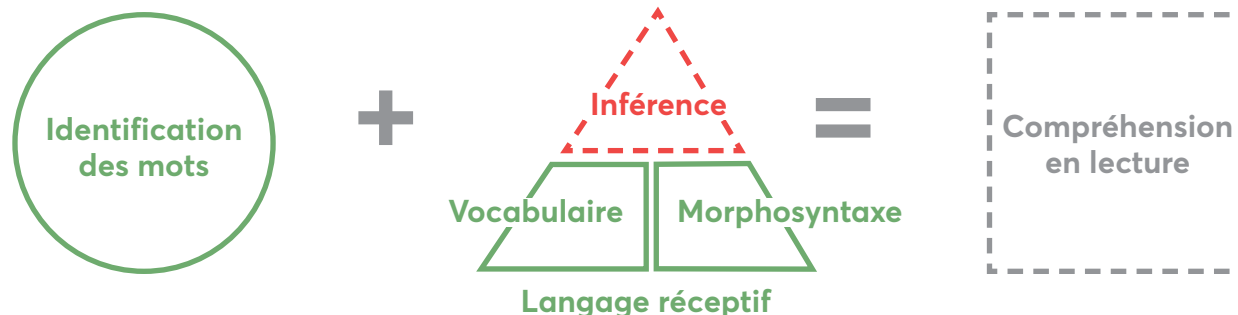 Identification
des mots
+
Inférence
Vocabulaire
Morphosyntaxe
Langage réceptif
=
Compréhension
en lecture